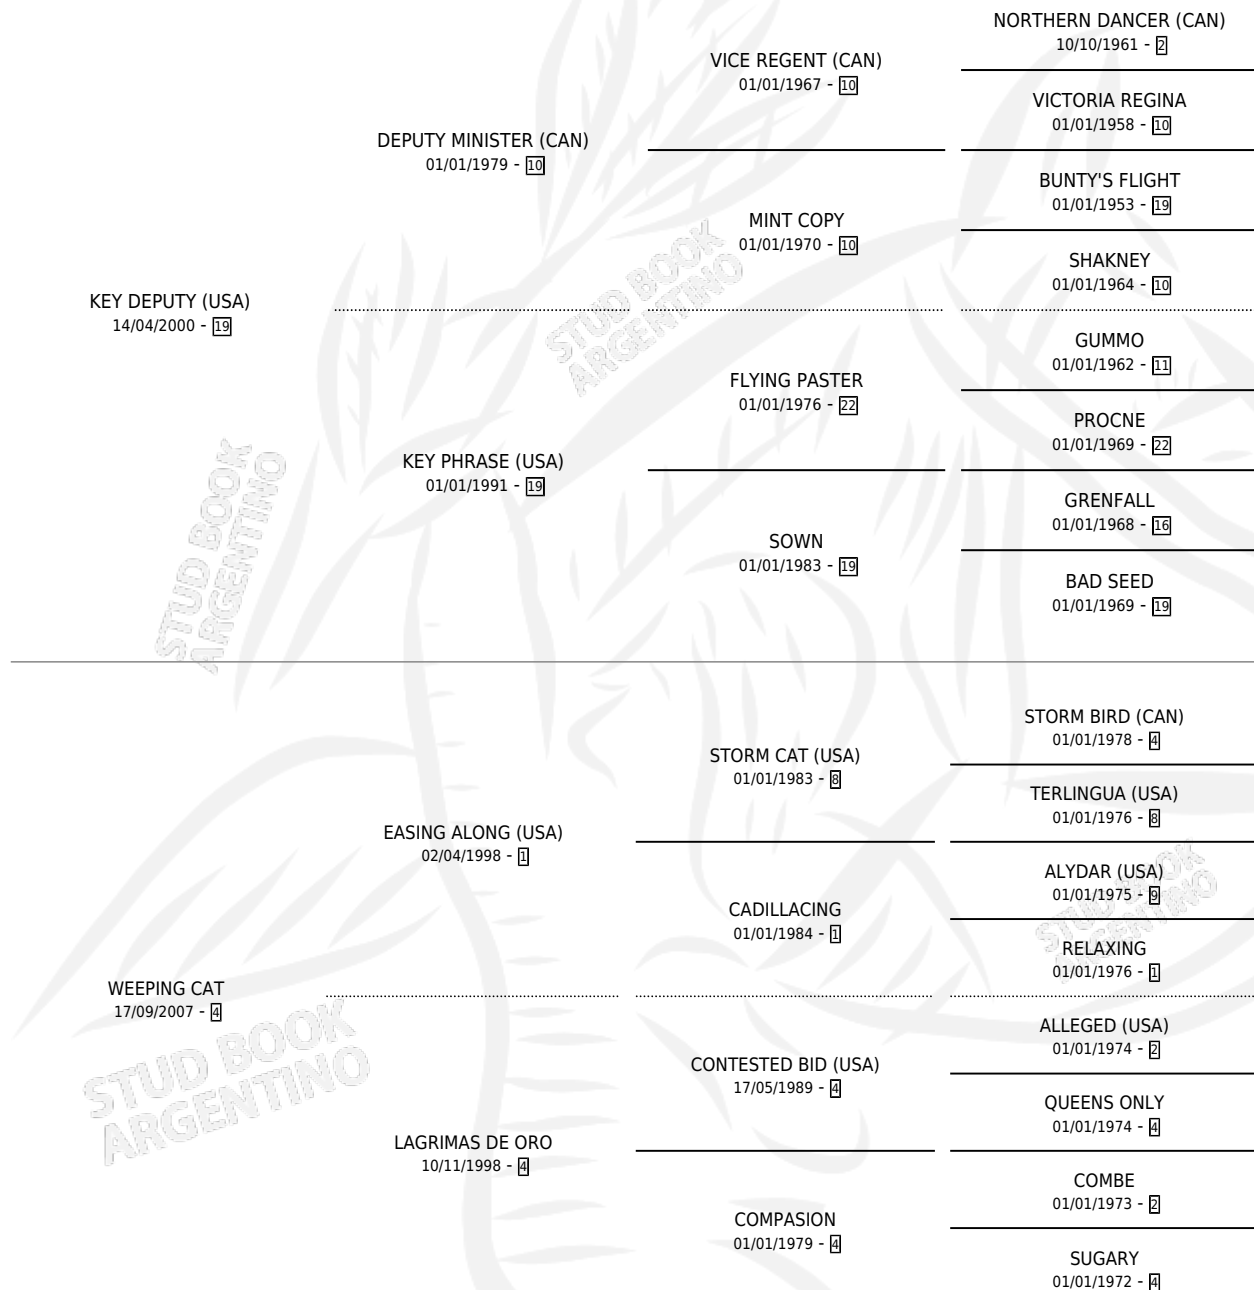 NORTHERN DANCER (CAN)
10/10/1961 - 2
VICE REGENT (CAN)
01/01/1967 - 10
VICTORIA REGINA
01/01/1958 - 10
DEPUTY MINISTER (CAN)
01/01/1979 - 10
BUNTY'S FLIGHT
01/01/1953 - 19
MINT COPY
01/01/1970 - 10
SHAKNEY
01/01/1964 - 10
KEY DEPUTY (USA)
14/04/2000 - 19
STUD BOOK
ARGENTINO
GUMMO
01/01/1962 - 11
FLYING PASTER
01/01/1976 - 22
PROCNE
01/01/1969 - 22
KEY PHRASE (USA)
01/01/1991 - 19
GRENFALL
01/01/1968 - 16
SOWN
01/01/1983 - 19
BAD SEED
01/01/1969 - 19
STUD BOOK
ARGENTINO
STORM BIRD (CAN)
01/01/1978 - 4
STORM CAT (USA)
01/01/1983 - 8
TERLINGUA (USA)
01/01/1976 - 8
EASING ALONG (USA)
02/04/1998 - 1
ALYDAR (USA)
01/01/1975 - 9
CADILLACING
01/01/1984 - 1
STUD BOOK
ARGENTINO
RELAXING
01/01/1976 - 1
WEEPING CAT
17/09/2007 - 4
STUD BOOK
ARGENTINO
ALLEGED (USA)
01/01/1974 - 2
CONTESTED BID (USA)
17/05/1989 - 4
QUEENS ONLY
01/01/1974 - 4
LAGRIMAS DE ORO
10/11/1998 - 4
COMBE
01/01/1973 - 2
COMPASION
01/01/1979 - 4
SUGARY
01/01/1972 - 4